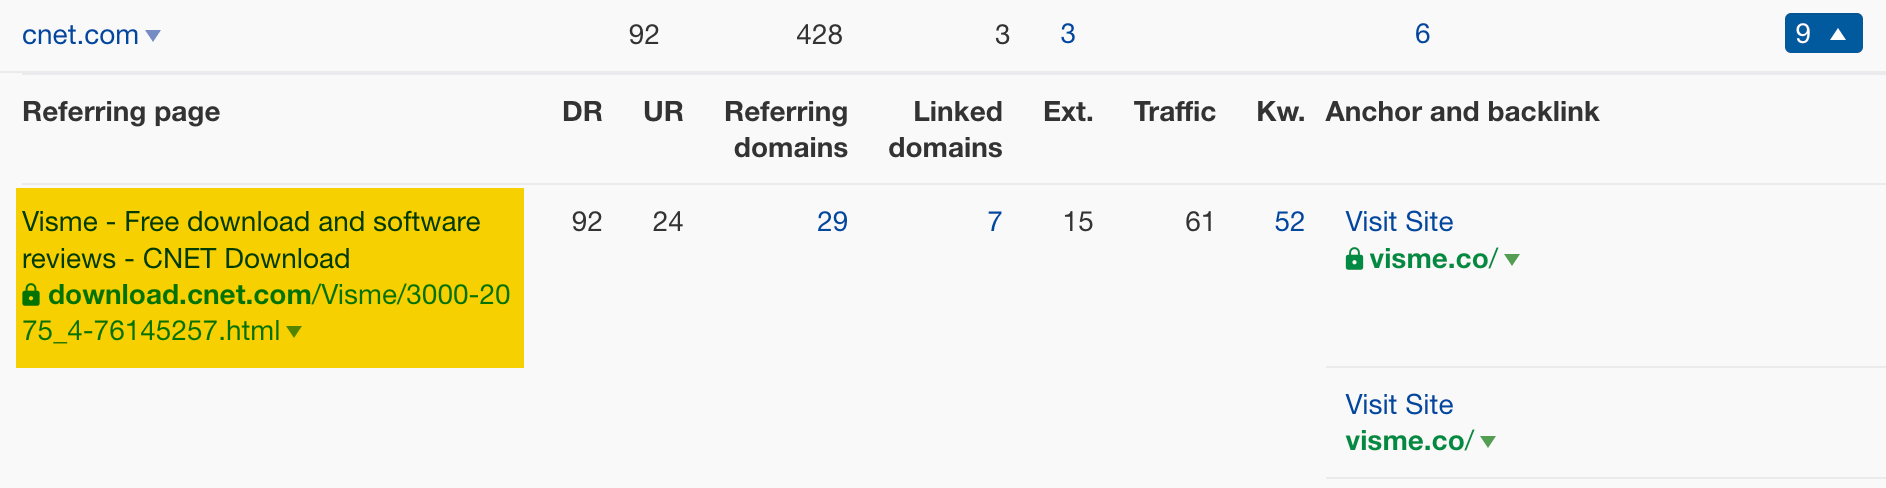 cnet.com 92 428 3 3 6 9
Referring page DR UR Referring domains Linked domains Ext. Traffic Kw. Anchor and backlink
Visme - Free download and software 92 24 29 7 15 61 52 Visit Site
reviews - CNET Download visme.co/
download.cnet.com/Visme/3000-20
75_4-76145257.html
Visit Site
visme.co/